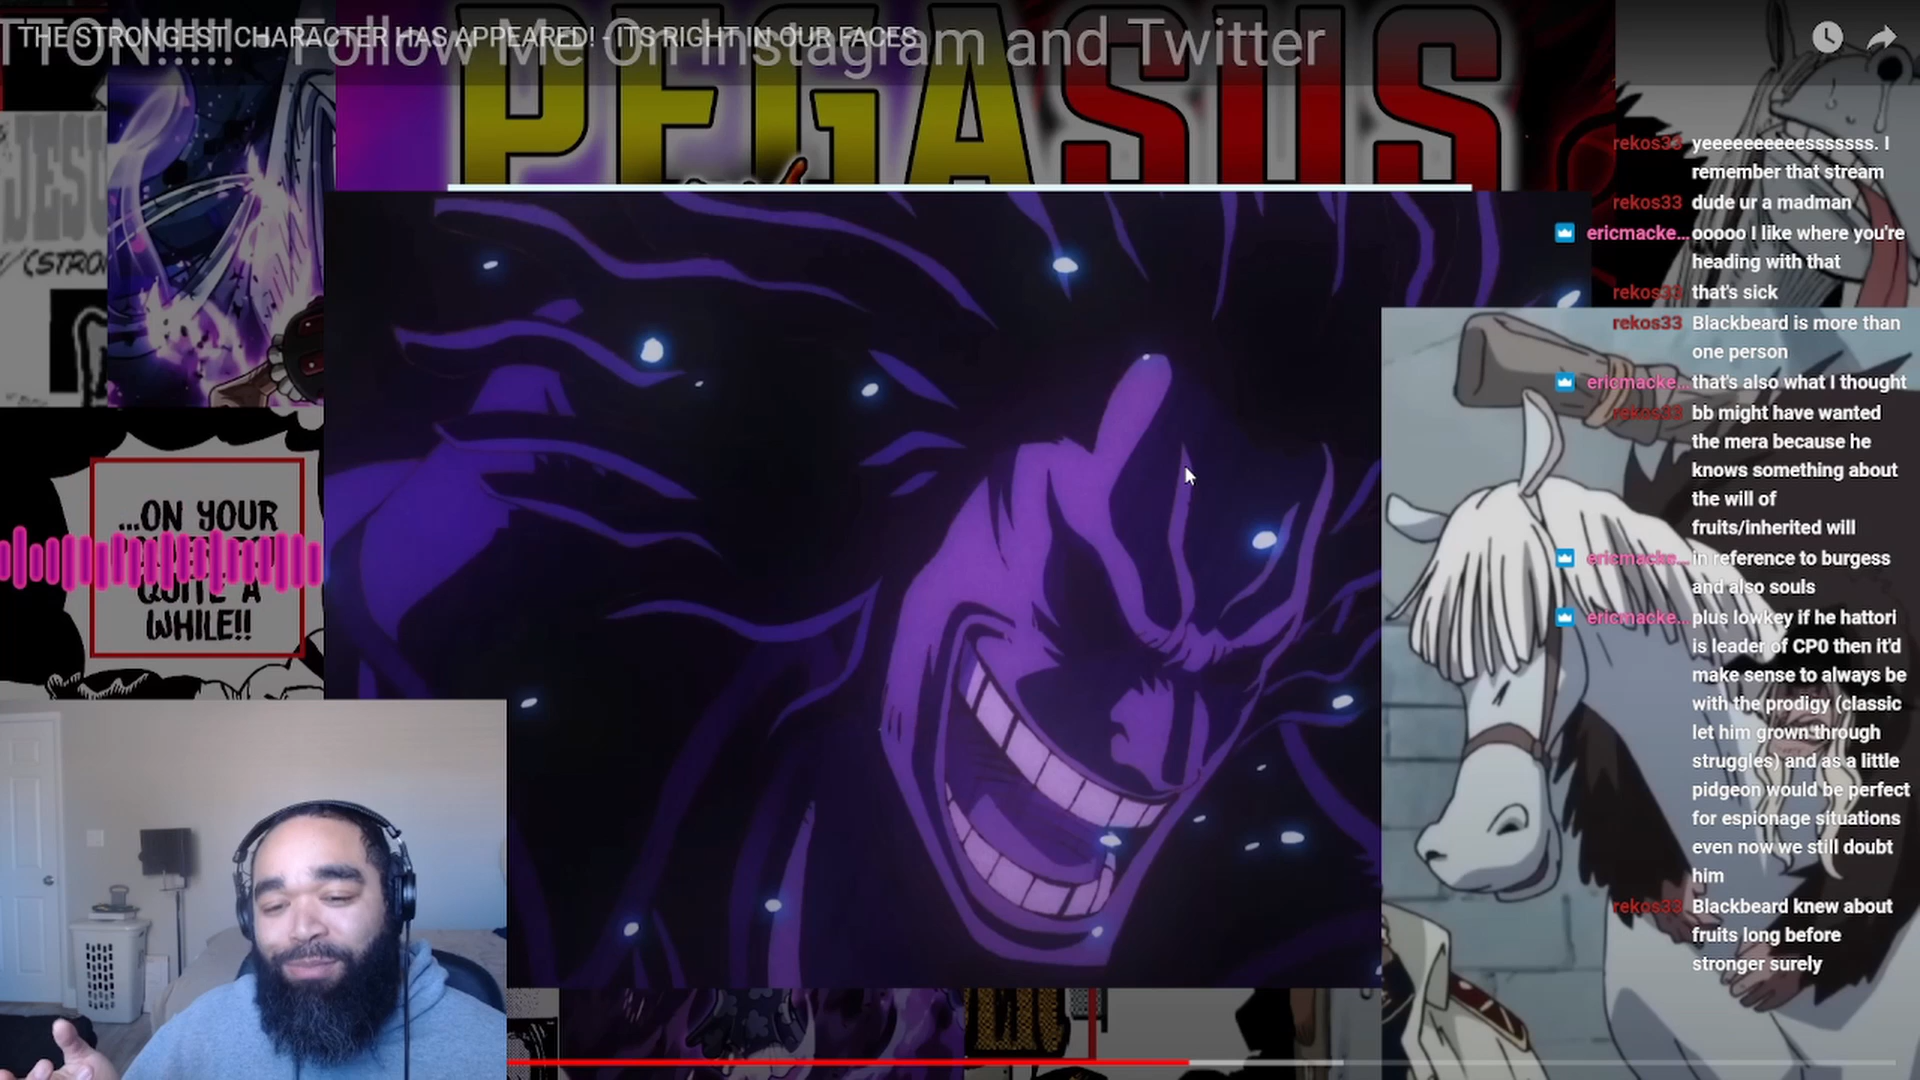 THE STRONGEST CHARACTER HAS APPEARED! - ITS RIGHT IN OUR FACES
TTON!!!!! - Follow Me On Instagram and Twitter
PEGASUS
JESU
(STRON
...ON YOUR
QUITE A
WHILE!!
rekos33 yeeeeeeeeeesssssss. I
remember that stream
rekos33 dude ur a madman
ericmacke... ooooo I like where you're
heading with that
rekos33 that's sick
rekos33 Blackbeard is more than
one person
ericmacke... that's also what I thought
rekos33 bb might have wanted
the mera because he
knows something about
the will of
fruits/inherited will
ericmacke... in reference to burgess
and also souls
ericmacke... plus lowkey if he hattori
is leader of CP0 then it'd
make sense to always be
with the prodigy (classic
let him grown through
struggles) and as a little
pidgeon would be perfect
for espionage situations
even now we still doubt
him
rekos33 Blackbeard knew about
fruits long before
stronger surely